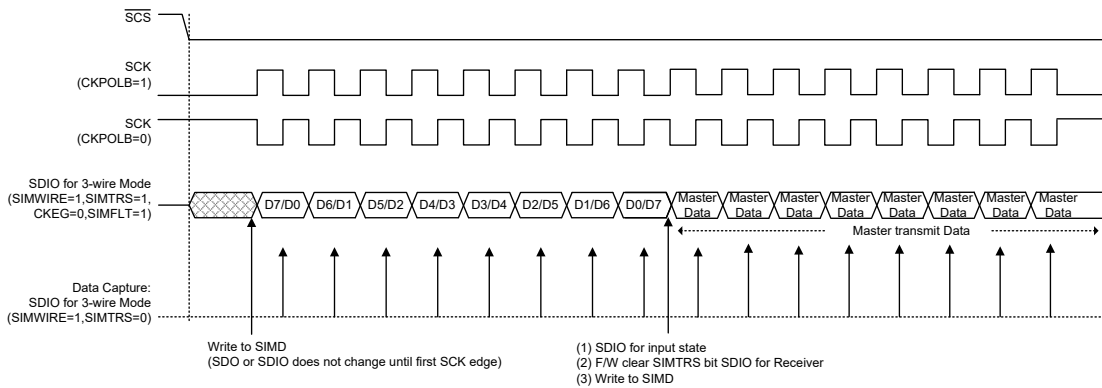 SCS
SCK
(CKPOLB=1)
SCK
(CKPOLB=0)
SDIO for 3-wire Mode
(SIMWIRE=1,SIMTRS=1,
CKEG=0,SIMFLT=1)
D7/D0 D6/D1 D5/D2 D4/D3 D3/D4 D2/D5 D1/D6 D0/D7 Master Master Master Master Master Master Master Master
Data Data Data Data Data Data Data Data
Master transmit Data
Data Capture:
SDIO for 3-wire Mode
(SIMWIRE=1,SIMTRS=0)
Write to SIMD
(SDO or SDIO does not change until first SCK edge)
(1) SDIO for input state
(2) F/W clear SIMTRS bit SDIO for Receiver
(3) Write to SIMD